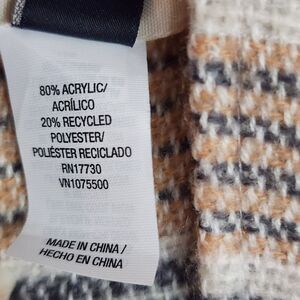 80% ACRYLIC/
ACRÍLICO
20% RECYCLED
POLYESTER/
POLIÉSTER RECICLADO
RN17730
VN1075500
MADE IN CHINA /
HECHO EN CHINA